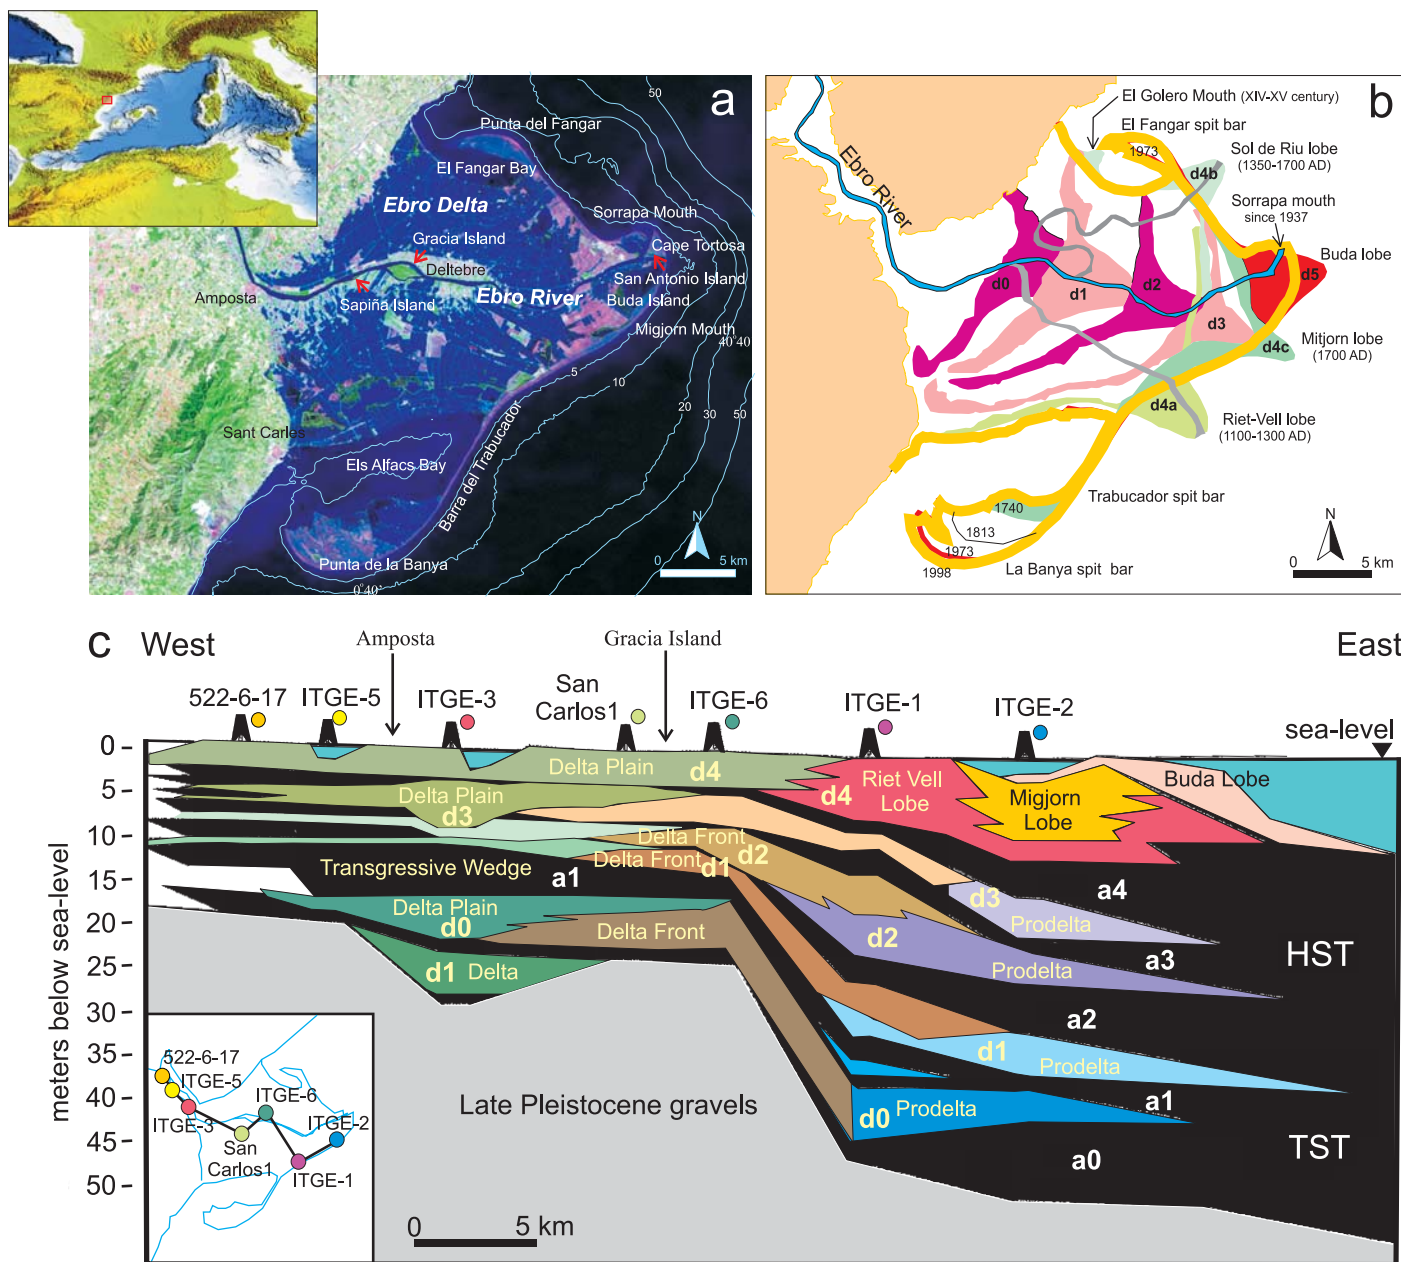 a
50
Punta del Fangar
El Fangar Bay
Ebro Delta
Sorrapa Mouth
Gracia Island
Cape Tortosa
Deltebre
San Antonio Island
Amposta
Sapiña Island
Ebro River
Buda Island
Migjorn Mouth
40°40'
5
10
20
30
50
Sant Carles
Els Alfacs Bay
Barra del Trabucador
Punta de la Banya
0°40'
N
0
5 km
b
El Golero Mouth (XIV-XV century)
El Fangar spit bar
1973
Sol de Riu lobe
(1350-1700 AD)
d4b
Ebro River
Sorrapa mouth
since 1937
Buda lobe
d0
d1
d2
d5
d3
Mitjorn lobe
(1700 AD)
d4c
d4a
Riet-Vell lobe
(1100-1300 AD)
Trabucador spit bar
1740
1813
1973
1998
La Banya spit bar
N
0
5 km
c
West
Amposta
Gracia Island
East
522-6-17
ITGE-5
ITGE-3
San
Carlos1
ITGE-6
ITGE-1
ITGE-2
sea-level
meters below sea-level
0
5
10
15
20
25
30
35
40
45
50
Delta Plain
d4
d4
Riet Vell
Lobe
Migjorn
Lobe
Buda Lobe
Delta Plain
d3
Delta Front
d2
Delta Front
d1
Transgressive Wedge
a1
Delta Plain
d0
Delta Front
d1
Delta
d3
Prodelta
a4
d2
Prodelta
a3
HST
a2
d1
Prodelta
a1
d0
Prodelta
TST
a0
Late Pleistocene gravels
522-6-17
ITGE-5
ITGE-6
ITGE-3
ITGE-2
San
Carlos1
ITGE-1
0
5 km